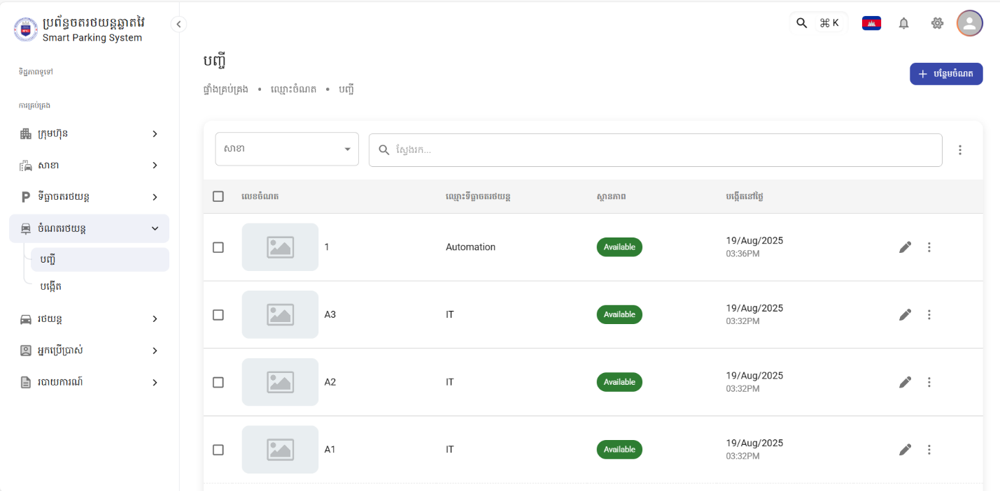 ប្រព័ន្ធចតរថយន្តឆ្លាតវៃ
Smart Parking System
⌘ K
ទិដ្ឋភាពទូទៅ
ការគ្រប់គ្រង
ក្រុមហ៊ុន
សាខា
ទីធ្លាចតរថយន្ត
ចំណតរថយន្ត
បញ្ជី
បង្កើត
រថយន្ត
អ្នកប្រើប្រាស់
របាយការណ៍
បញ្ជី
ផ្ទាំងគ្រប់គ្រង • ឈ្មោះចំណត • បញ្ជី
បន្ថែមចំណត
សាខា
ស្វែងរក...
លេខចំណត ឈ្មោះទីធ្លាចតរថយន្ត ស្ថានភាព បង្កើតនៅថ្ងៃ
1 Automation Available 19/Aug/2025
03:36PM
A3 IT Available 19/Aug/2025
03:32PM
A2 IT Available 19/Aug/2025
03:32PM
A1 IT Available 19/Aug/2025
03:32PM